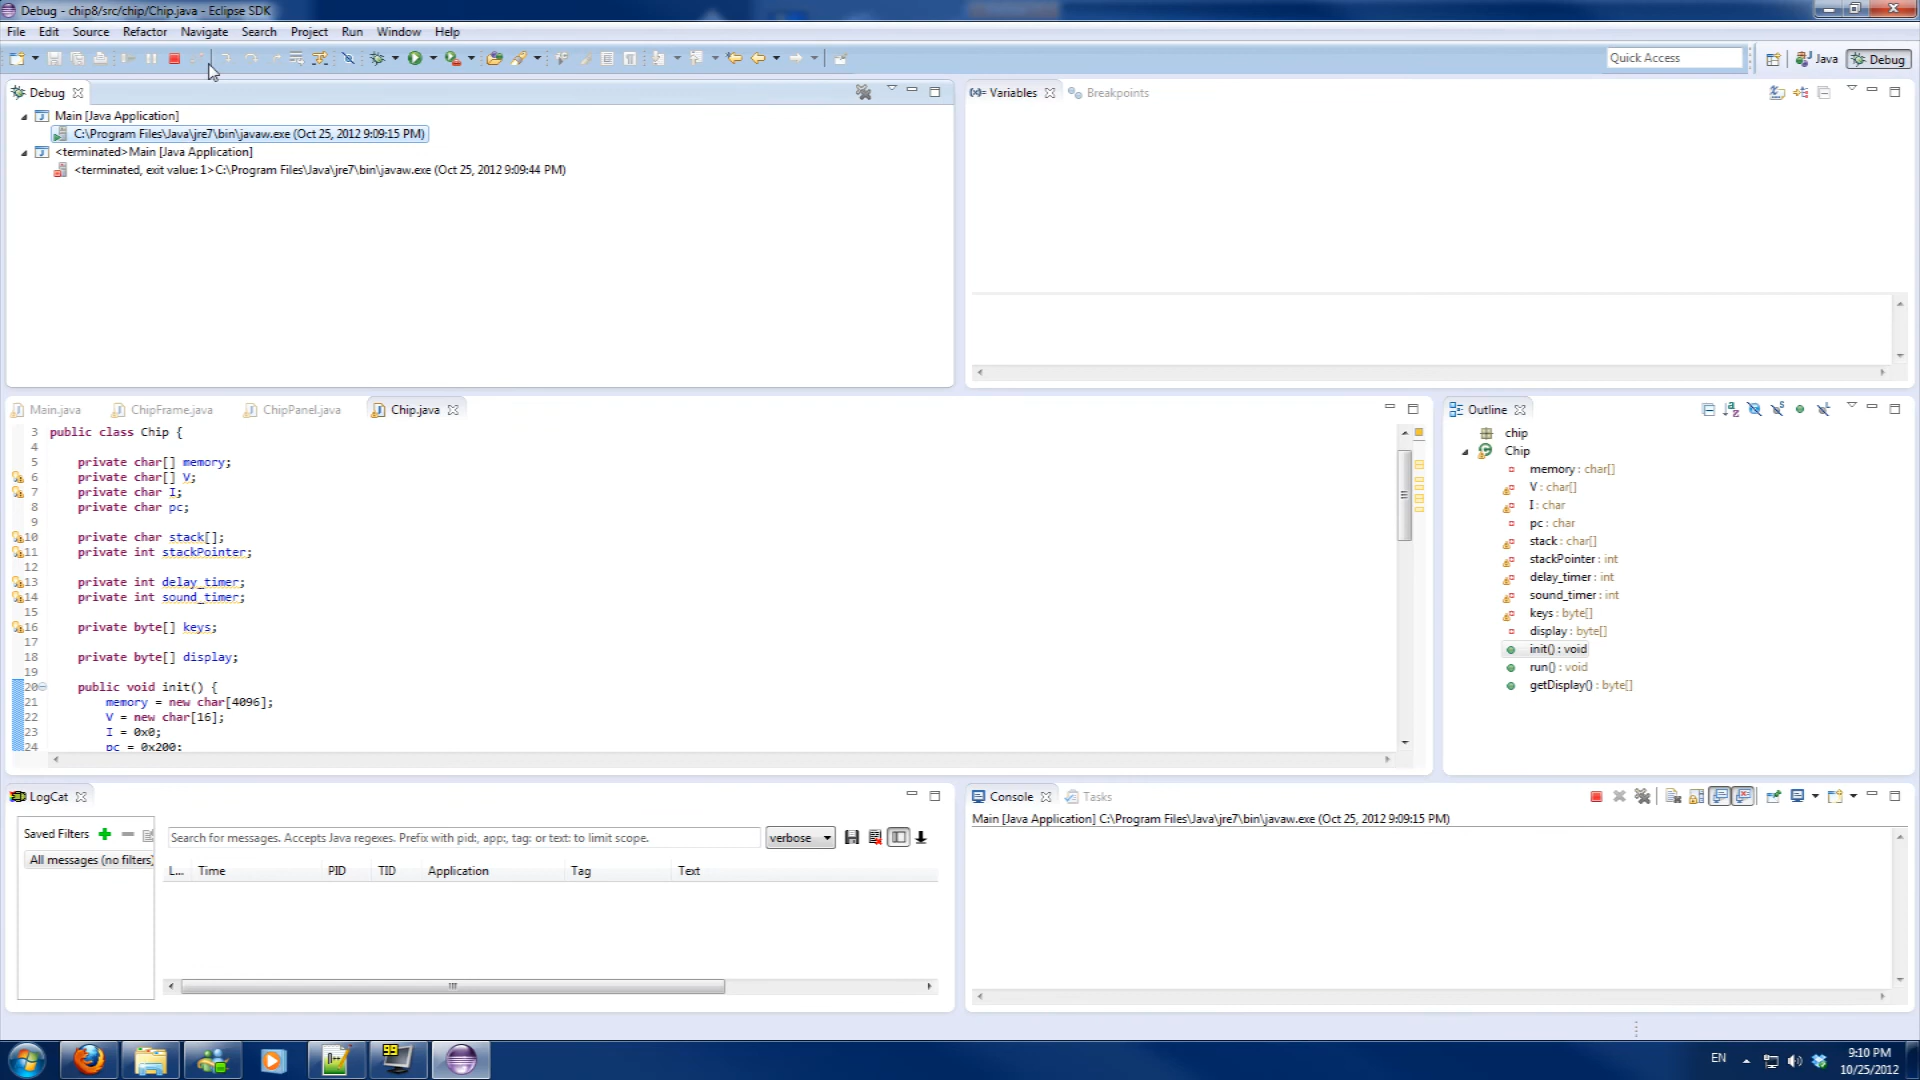 Debug - chip8/src/chip/Chip.java - Eclipse SDK
File Edit Source Refactor Navigate Search Project Run Window Help
Quick Access
Java
Debug
Debug
Main [Java Application]
C:\Program Files\Java\jre7\bin\javaw.exe (Oct 25, 2012 9:09:15 PM)
<terminated>Main [Java Application]
<terminated, exit value: 1>C:\Program Files\Java\jre7\bin\javaw.exe (Oct 25, 2012 9:09:44 PM)
(x)= Variables
Breakpoints
Main.java
ChipFrame.java
ChipPanel.java
Chip.java
3 public class Chip {
4
5 private char[] memory;
6 private char[] V;
7 private char I;
8 private char pc;
9
10 private char stack[];
11 private int stackPointer;
12
13 private int delay_timer;
14 private int sound_timer;
15
16 private byte[] keys;
17
18 private byte[] display;
19
20 public void init() {
21 memory = new char[4096];
22 V = new char[16];
23 I = 0x0;
24 pc = 0x200;
Outline
chip
Chip
memory : char[]
V : char[]
I : char
pc : char
stack : char[]
stackPointer : int
delay_timer : int
sound_timer : int
keys : byte[]
display : byte[]
init() : void
run() : void
getDisplay() : byte[]
LogCat
Saved Filters
All messages (no filters)
Search for messages. Accepts Java regexes. Prefix with pid:, app:, tag: or text: to limit scope.
verbose
L... Time PID TID Application Tag Text
Console
Tasks
Main [Java Application] C:\Program Files\Java\jre7\bin\javaw.exe (Oct 25, 2012 9:09:15 PM)
99
EN
9:10 PM
10/25/2012